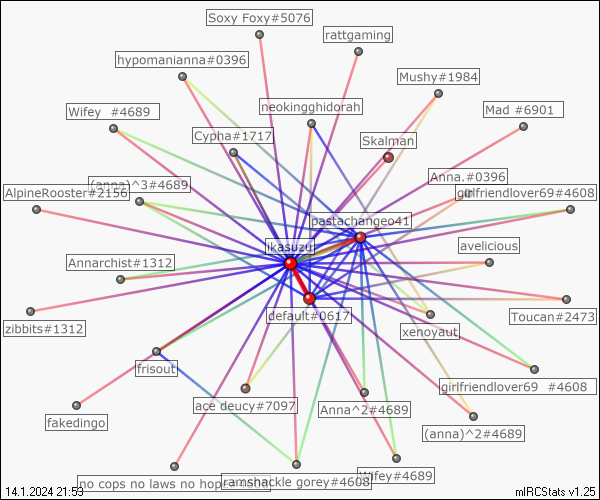 Soxy Foxy#5076
rattgaming
hypomanianna#0396
Mushy#1984
neokingghidorah
Wifey #4689
Mad #6901
Cypha#1717
Skalman
Anna.#0396
(anna)^3#4689
AlpineRooster#2156
girlfriendlover69#4608
pastachangeo41
ikasuzu
avelicious
Annarchist#1312
Toucan#2473
default#0617
zibbits#1312
xenoyaut
frisout
girlfriendlover69 #4608
ace deucy#7097
Anna^2#4689
fakedingo
(anna)^2#4689
Wifey#4689
no cops no laws no hope
ramshackle gorey#4608
14.1.2024 21:53
mIRCStats v1.25